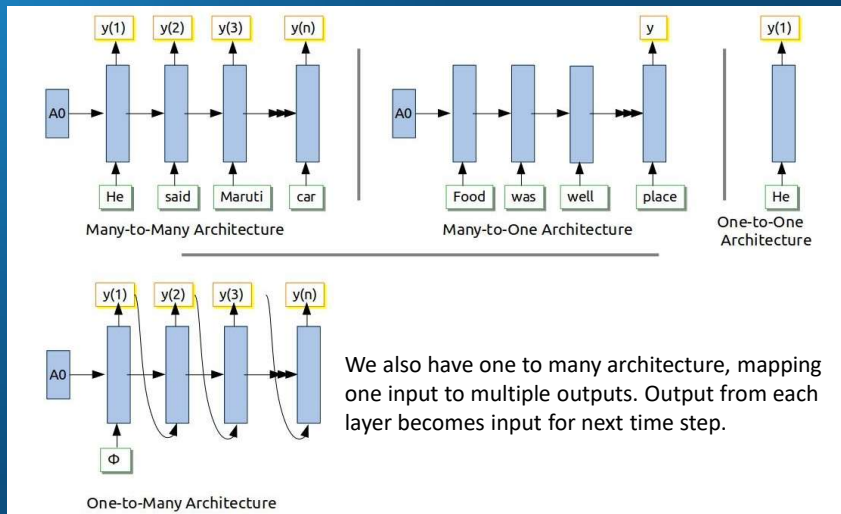 y(1) y(2) y(3) y(n)
A0
He said Maruti car
Many-to-Many Architecture
y
A0
Food was well place
Many-to-One Architecture
y(1)
He
One-to-One
Architecture
y(1) y(2) y(3) y(n)
A0
Φ
One-to-Many Architecture
We also have one to many architecture, mapping
one input to multiple outputs. Output from each
layer becomes input for next time step.